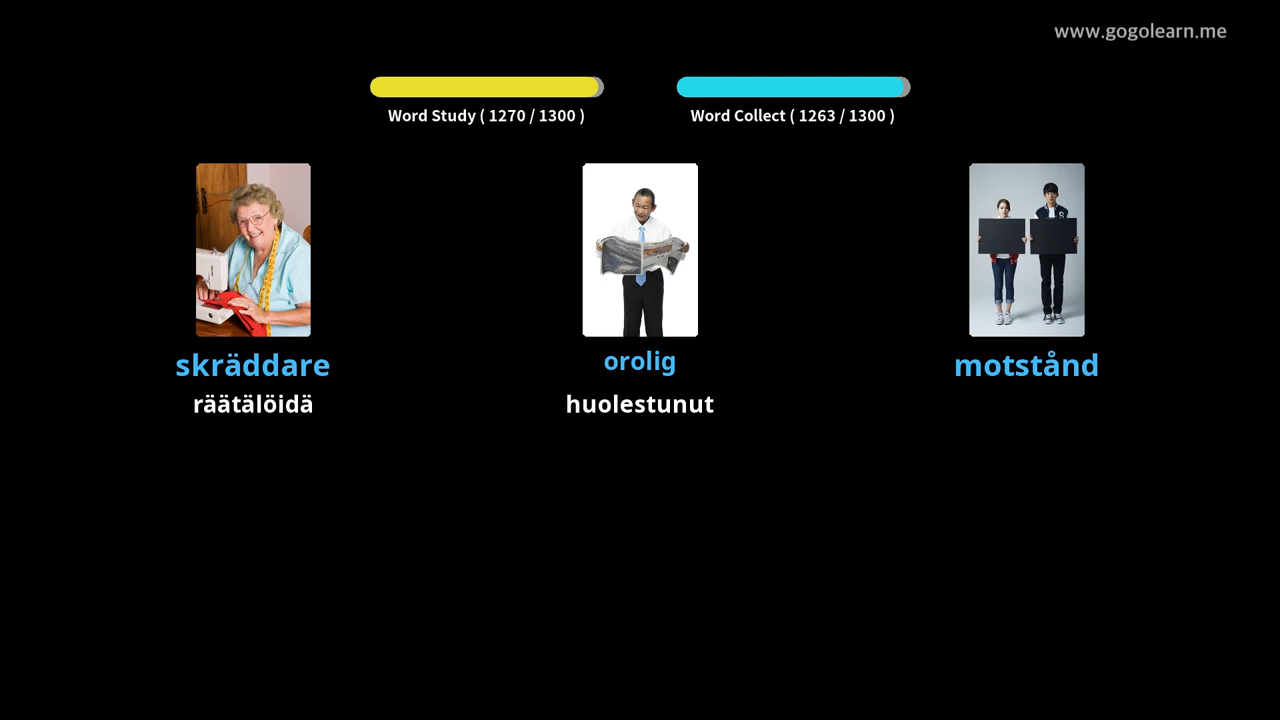 www.gogolearn.me
Word Study ( 1270 / 1300 )
Word Collect ( 1263 / 1300 )
skräddare
orolig
motstånd
räätälöidä
huolestunut